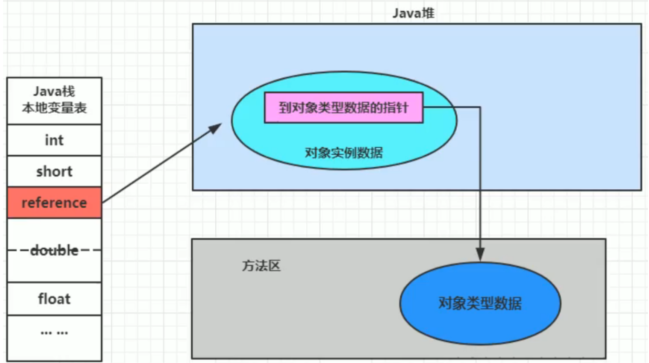 Java堆
Java栈
本地变量表
int
short
reference
double
float
... ...
到对象类型数据的指针
对象实例数据
方法区
对象类型数据